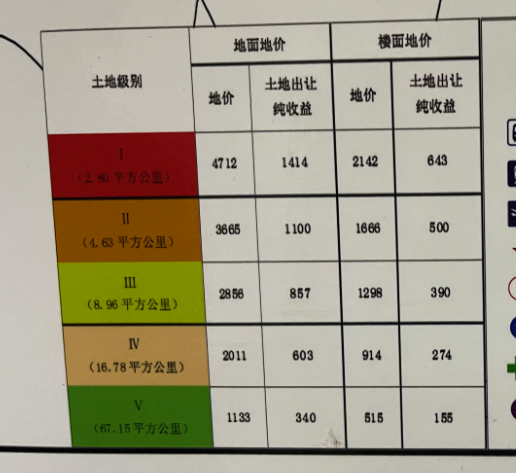 土地级别 地面地价 楼面地价
地价 土地出让纯收益 地价 土地出让纯收益
I
(2.80 平方公里) 4712 1414 2142 643
II
(4.63 平方公里) 3665 1100 1666 500
III
(8.96 平方公里) 2856 857 1298 390
IV
(16.78 平方公里) 2011 603 914 274
V
(67.15 平方公里) 1133 340 515 155